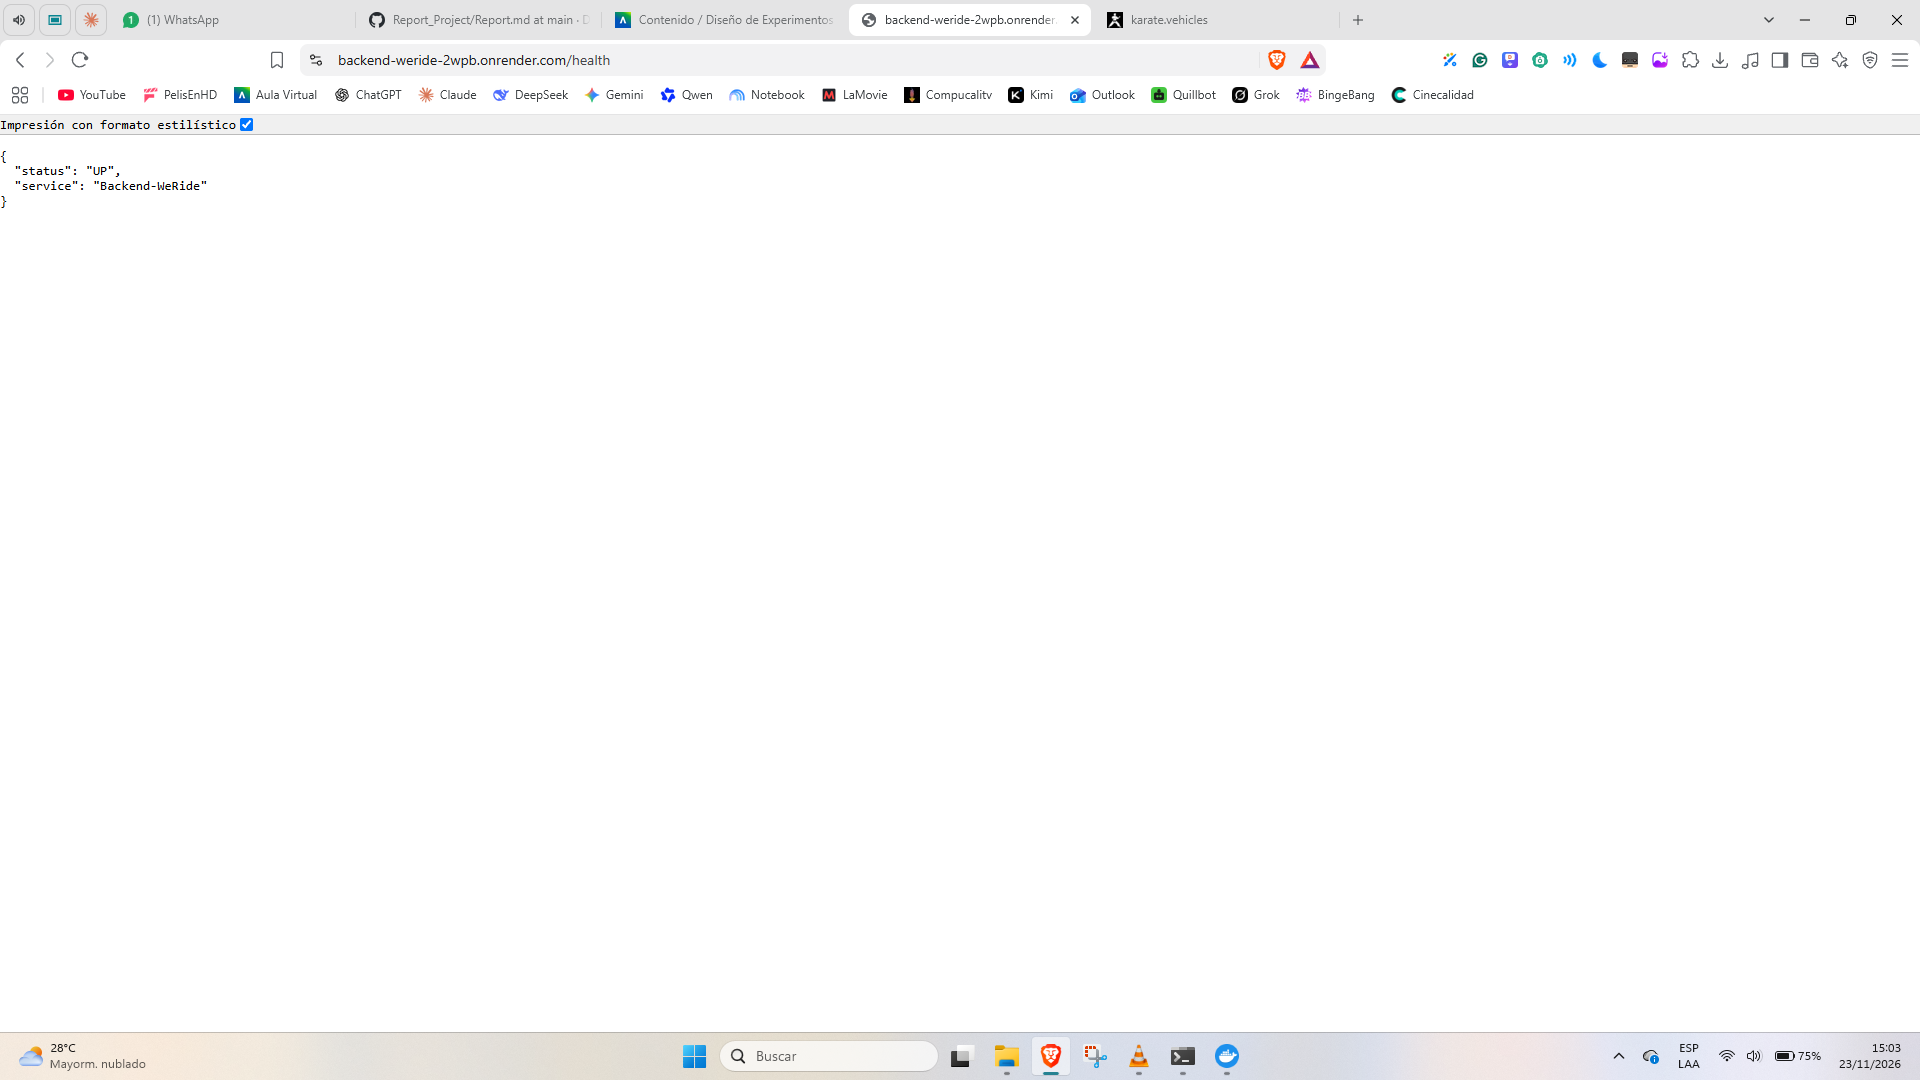 (1) WhatsApp
Report_Project/Report.md at main · D
Contenido / Diseño de Experimentos
backend-weride-2wpb.onrender.
karate.vehicles
backend-weride-2wpb.onrender.com/health
YouTube
PelisEnHD
Aula Virtual
ChatGPT
Claude
DeepSeek
Gemini
Qwen
Notebook
LaMovie
Compucalitv
Kimi
Outlook
Quillbot
Grok
BingeBang
Cinecalidad
Impresión con formato estilístico
{
"status": "UP",
"service": "Backend-WeRide"
}
28°C
Mayorm. nublado
Buscar
ESP
LAA
75%
15:03
23/11/2026